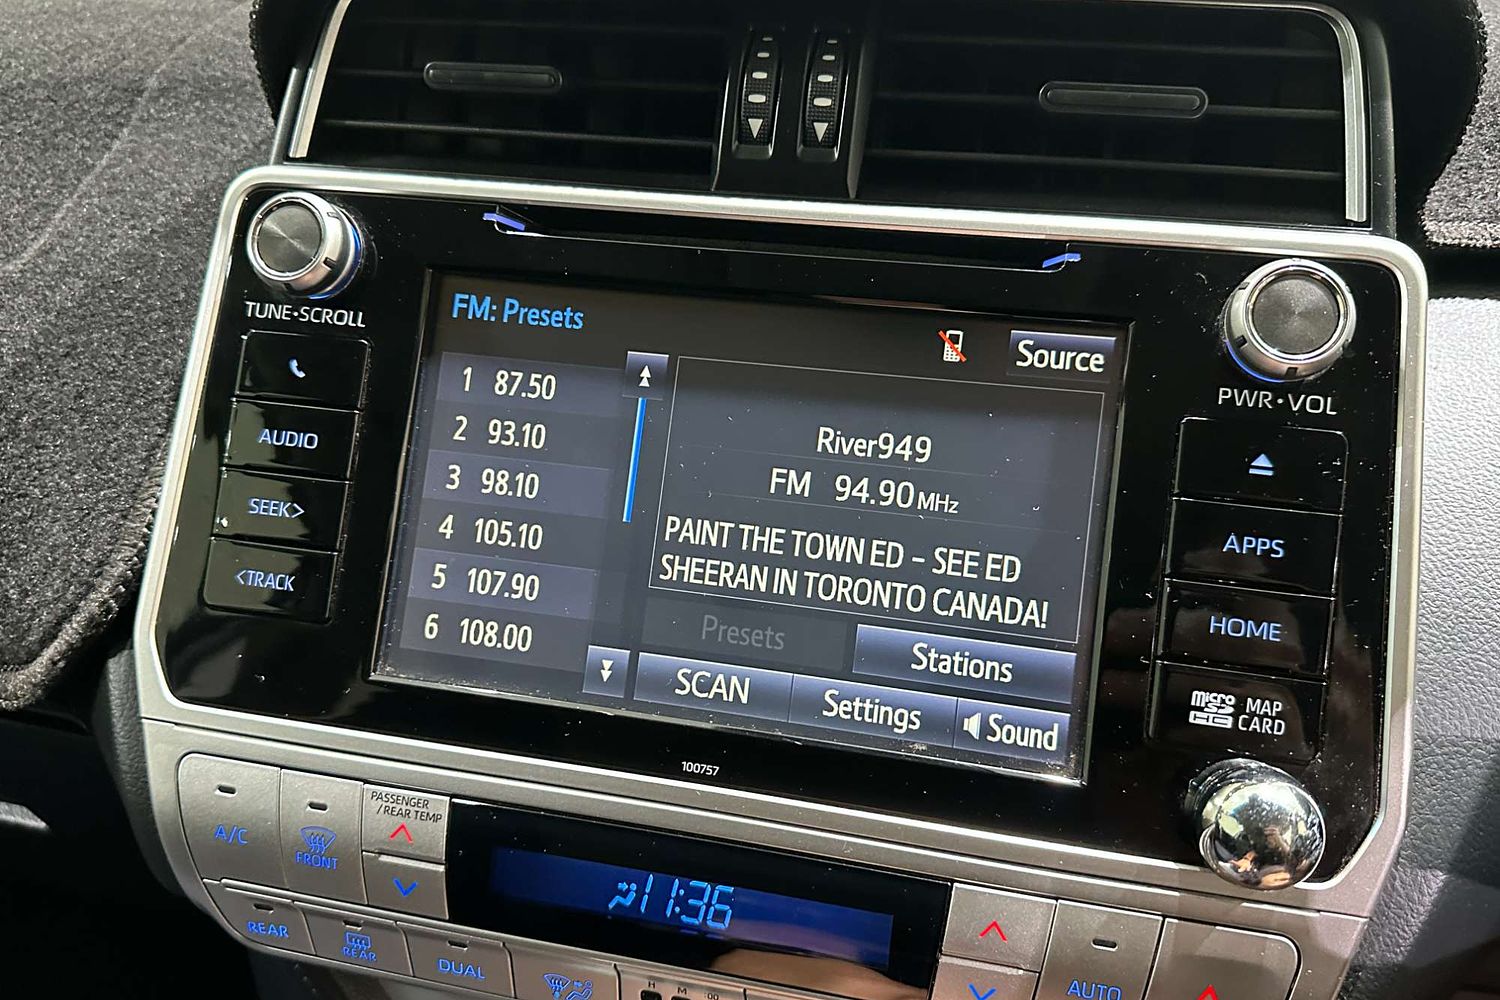 TUNE•SCROLL
AUDIO
SEEK>
<TRACK
FM: Presets
1 87.50
2 93.10
3 98.10
4 105.10
5 107.90
6 108.00
Source
River949
FM 94.90MHz
PAINT THE TOWN ED – SEE ED
SHEERAN IN TORONTO CANADA!
Presets
Stations
SCAN
Settings
Sound
100757
PWR•VOL
APPS
HOME
micro
SD
HC
MAP
CARD
A/C
FRONT
PASSENGER
/REAR TEMP
11:36
REAR
REAR
DUAL
H
M
:00
AUTO